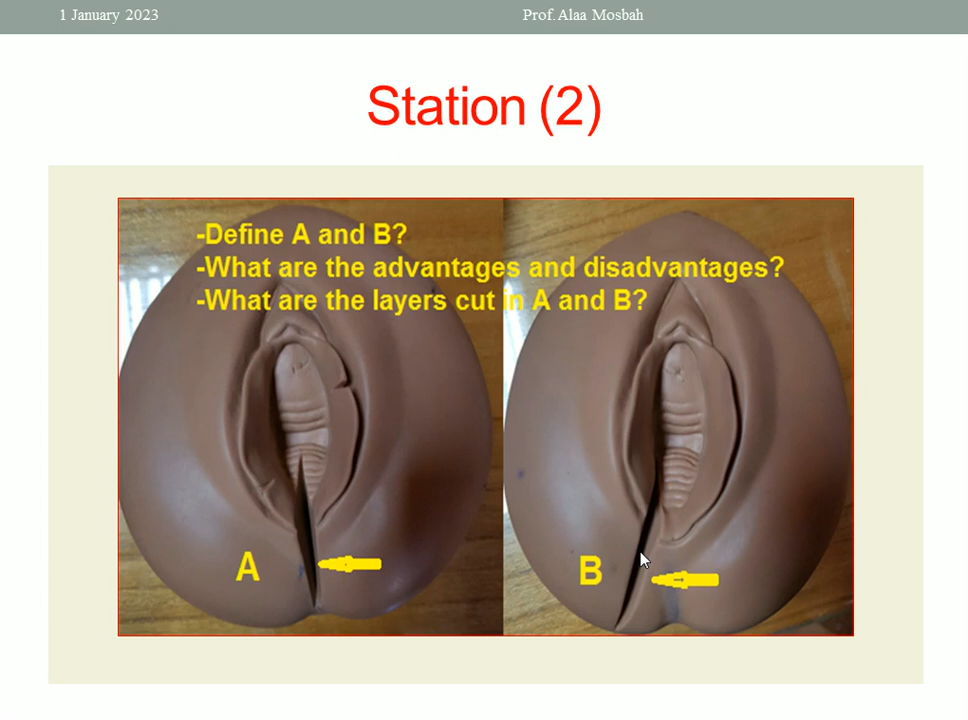 1 January 2023 Prof. Alaa Mosbah
Station (2)
-Define A and B?
-What are the advantages and disadvantages?
-What are the layers cut in A and B?
A B